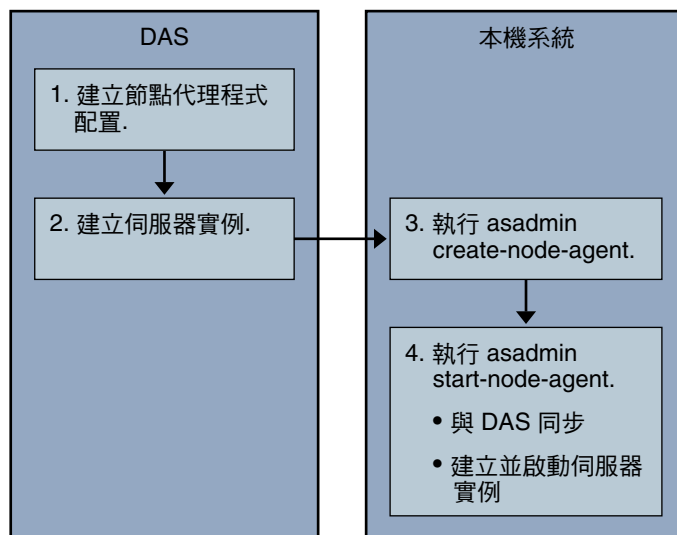 DAS
1. 建立節點代理程式
配置.
2. 建立伺服器實例.
本機系統
3. 執行 asadmin
create-node-agent.
4. 執行 asadmin
start-node-agent.
• 與 DAS 同步
• 建立並啟動伺服器
實例